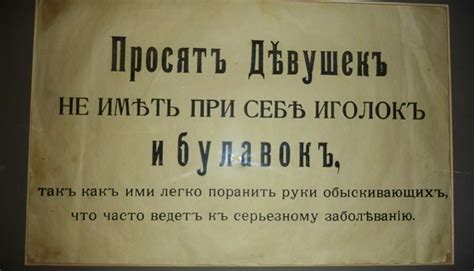 Просятъ Дѣвушекъ
НЕ ИМѢТЬ ПРИ СЕБѢ ИГОЛОКЪ
и булавокъ,
такъ какъ ими легко поранить руки обыскивающихъ,
что часто ведетъ къ серьезному заболѣванію.